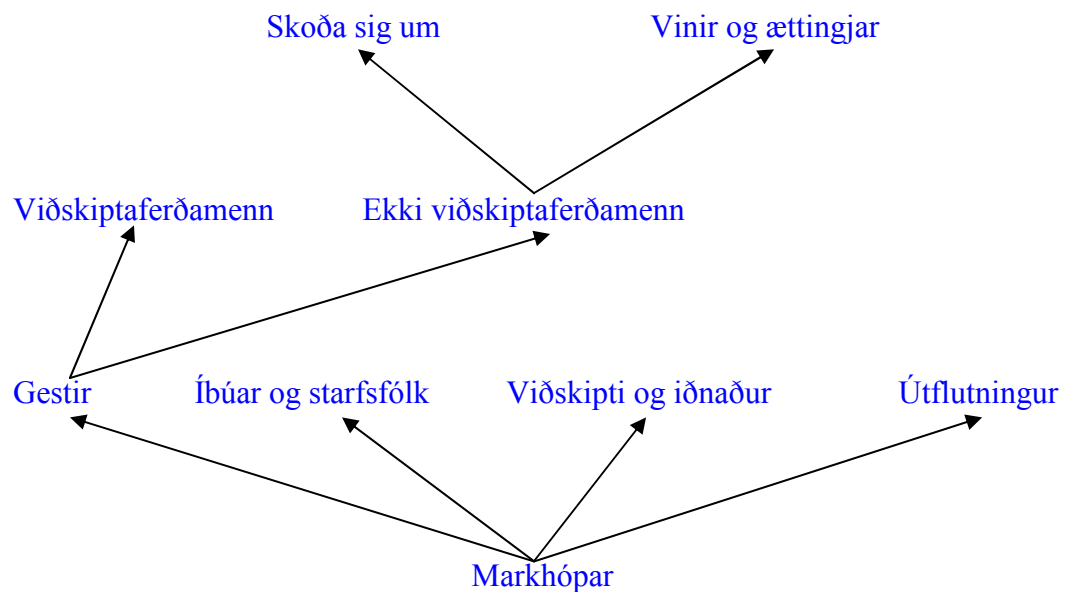 Skoða sig um
Vinir og ættingjar
Viðskiptaferðamenn
Ekki viðskiptaferðamenn
Gestir
Íbúar og starfsfólk
Viðskipti og iðnaður
Útflutningur
Markhópar